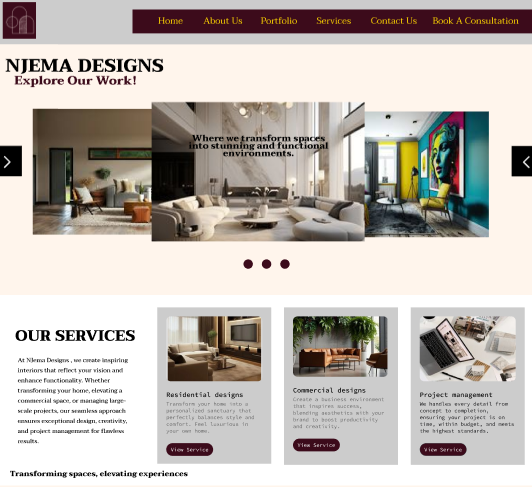 Home About Us Portfolio Services Contact Us Book A Consultation
NJEMA DESIGNS
Explore Our Work!
Where we transform spaces
into stunning and functional
environments.
OUR SERVICES
At Njema Designs , we create inspiring
interiors that reflect your vision and
enhance functionality. Whether
transforming your home, elevating a
commercial space, or managing large-
scale projects, our seamless approach
ensures exceptional design, creativity,
and project management for flawless
results.
Residential designs
Transform your home into a
personalized sanctuary that
perfectly balances style and
comfort. Feel luxurious in
your own home.
View Service
Commercial designs
Create a business environment
that inspires success,
blending aesthetics with your
brand to boost productivity
and creativity.
View Service
Project management
We handles every detail from
concept to completion,
ensuring your project is on
time, within budget, and meets
the highest standards.
View Service
Transforming spaces, elevating experiences